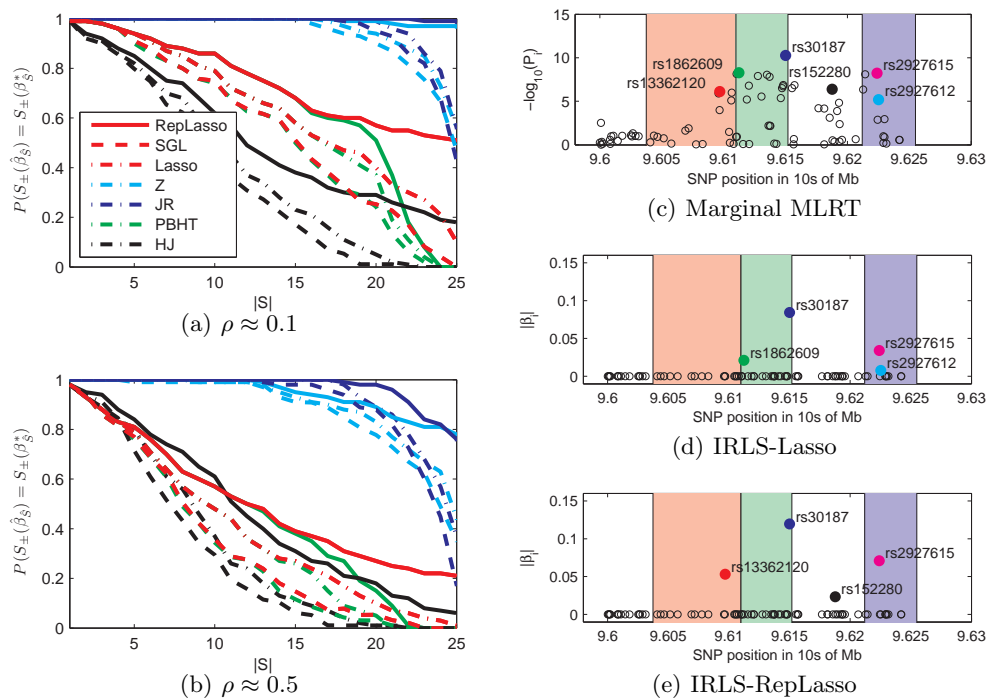 P(S±(β̂_Ŝ) = S±(β*_Ŝ)
1
0.8
0.6
0.4
0.2
0
RepLasso
SGL
Lasso
Z
JR
PBHT
HJ
5 10 15 20 25
|S|
(a) ρ ≈ 0.1
P(S±(β̂_Ŝ) = S±(β*_Ŝ)
1
0.8
0.6
0.4
0.2
0
5 10 15 20 25
|S|
(b) ρ ≈ 0.5
−log10(Pi)
15
10
5
0
rs30187
rs1862609
rs13362120
rs152280
rs2927615
rs2927612
9.6 9.605 9.61 9.615 9.62 9.625 9.63
SNP position in 10s of Mb
(c) Marginal MLRT
|βi|
0.15
0.1
0.05
0
rs30187
rs1862609
rs2927615
rs2927612
9.6 9.605 9.61 9.615 9.62 9.625 9.63
SNP position in 10s of Mb
(d) IRLS-Lasso
|βi|
0.15
0.1
0.05
0
rs30187
rs13362120
rs2927615
rs152280
9.6 9.605 9.61 9.615 9.62 9.625 9.63
SNP position in 10s of Mb
(e) IRLS-RepLasso